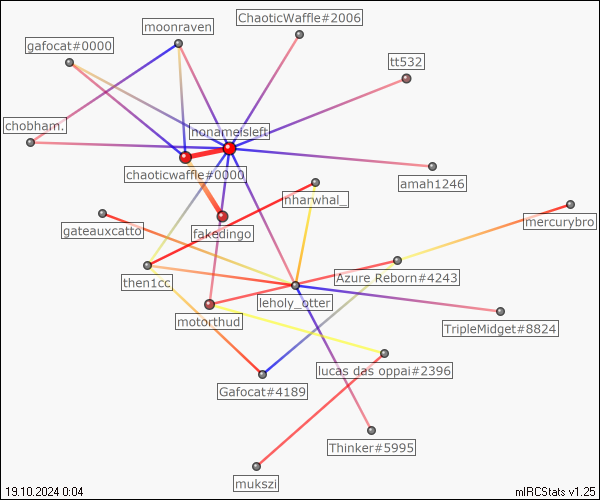 ChaoticWaffle#2006
moonraven
gafocat#0000
tt532
chobham.
nonameisleft
chaoticwaffle#0000
amah1246
nharwhal_
gateauxcatto
mercurybro
fakedingo
then1cc
Azure Reborn#4243
leholy_otter
motorthud
TripleMidget#8824
lucas das oppai#2396
Gafocat#4189
Thinker#5995
mukszi
19.10.2024 0:04
mIRCStats v1.25